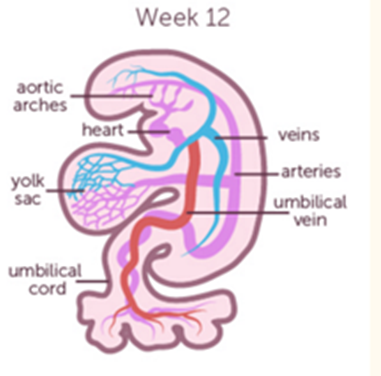 Week 12
aortic
arches
heart
veins
arteries
yolk
sac
umbilical
vein
umbilical
cord